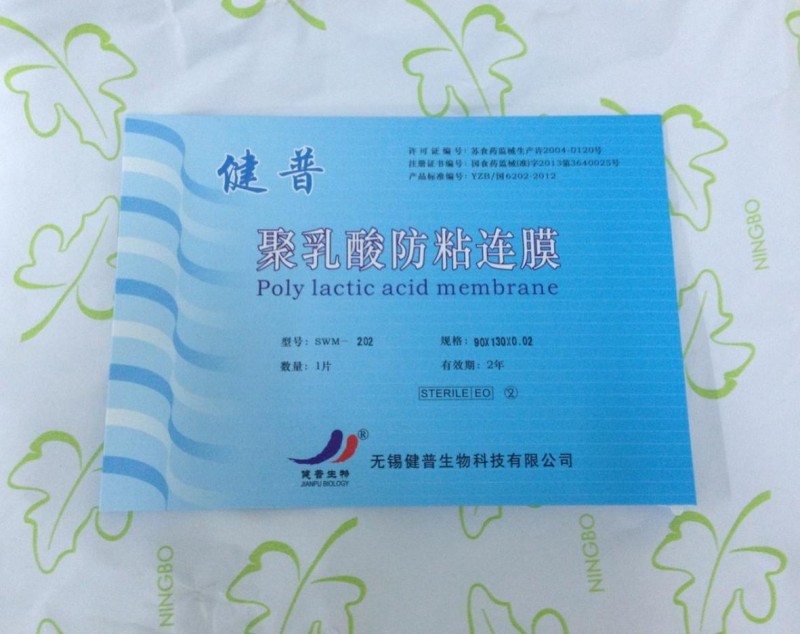 许可证编号：苏食药监械生产许2004-0120号
注册证书编号：国食药监械(准)字2013第3640025号
产品标准编号：YZB/国6202-2012
健普
聚乳酸防粘连膜
Poly lactic acid membrane
型号：SWM- 202
规格：90X130X0.02
数量：1片
有效期：2年
STERILE EO
2
®
健普生物
JIANPU BIOLOGY
无锡健普生物科技有限公司
NINGBO
NINGBO
NINGBO